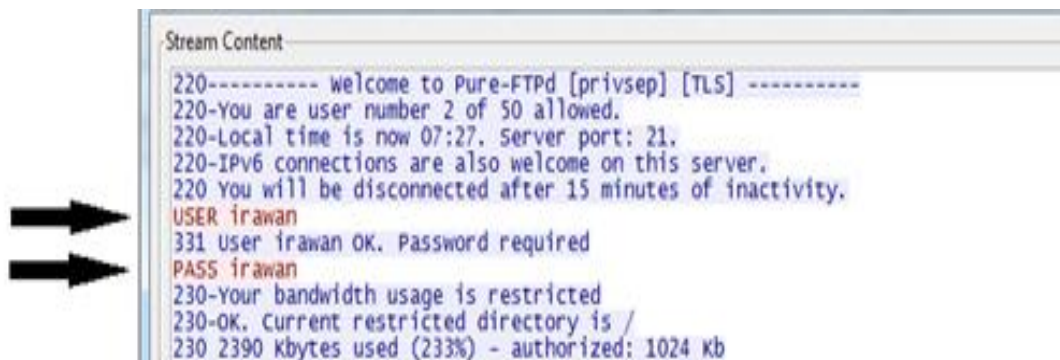 Stream Content
220---------- Welcome to Pure-FTPd [privsep] [TLS] ----------
220-You are user number 2 of 50 allowed.
220-Local time is now 07:27. Server port: 21.
220-IPv6 connections are also welcome on this server.
220 You will be disconnected after 15 minutes of inactivity.
USER irawan
331 User irawan OK. Password required
PASS irawan
230-Your bandwidth usage is restricted
230-OK. Current restricted directory is /
230 2390 Kbytes used (233%) - authorized: 1024 Kb